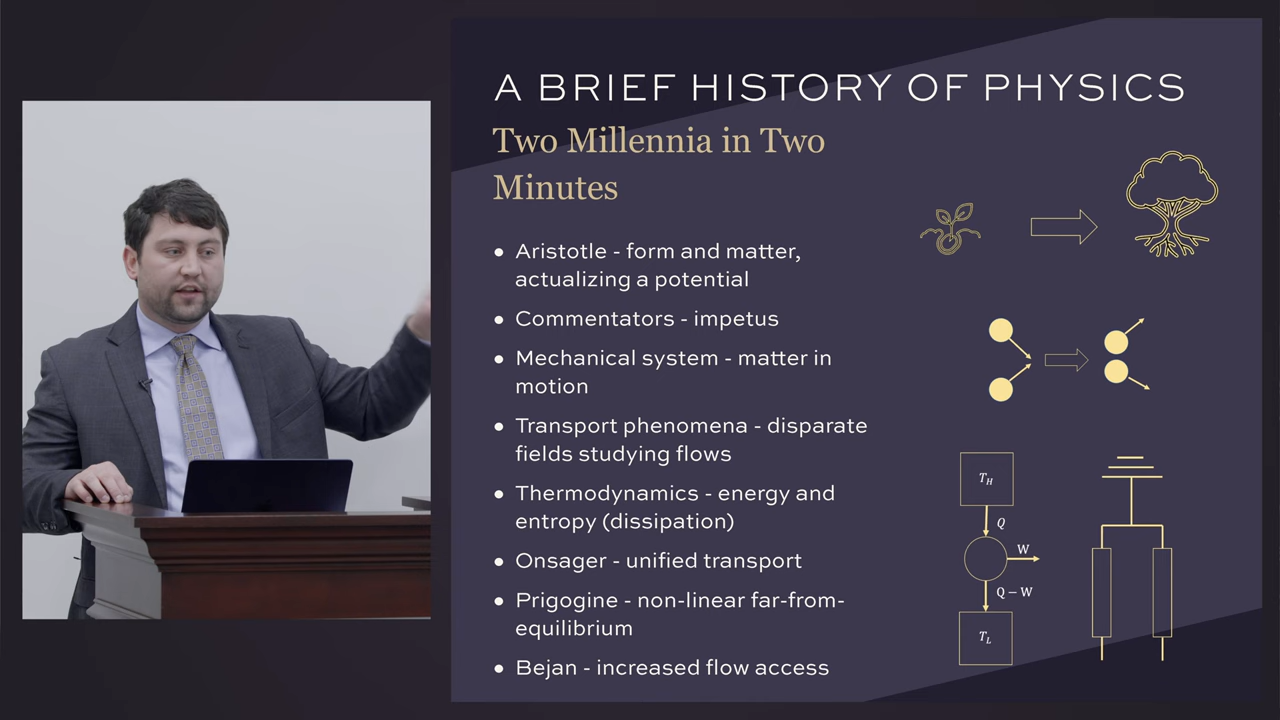 A BRIEF HISTORY OF PHYSICS
Two Millennia in Two
Minutes
• Aristotle - form and matter,
actualizing a potential
• Commentators - impetus
• Mechanical system - matter in
motion
• Transport phenomena - disparate
fields studying flows
• Thermodynamics - energy and
entropy (dissipation)
• Onsager - unified transport
• Prigogine - non-linear far-from-
equilibrium
• Bejan - increased flow access
T_H
Q
W
Q − W
T_L